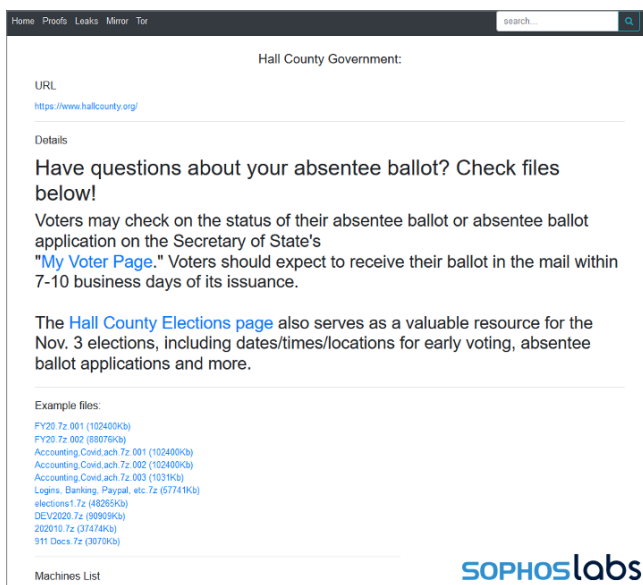 Home Proofs Leaks Mirror Tor search...
Hall County Government:
URL
https://www.hallcounty.org/
Details
Have questions about your absentee ballot? Check files
below!
Voters may check on the status of their absentee ballot or absentee ballot
application on the Secretary of State's
"My Voter Page." Voters should expect to receive their ballot in the mail within
7-10 business days of its issuance.
The Hall County Elections page also serves as a valuable resource for the
Nov. 3 elections, including dates/times/locations for early voting, absentee
ballot applications and more.
Example files:
FY20.7z.001 (102400Kb)
FY20.7z.002 (88076Kb)
Accounting,Covid,ach.7z.001 (102400Kb)
Accounting,Covid,ach.7z.002 (102400Kb)
Accounting,Covid,ach.7z.003 (1031Kb)
Logins, Banking, Paypal, etc.7z (57741Kb)
elections1.7z (48265Kb)
DEV2020.7z (90909Kb)
202010.7z (37474Kb)
911 Docs.7z (3070Kb)
Machines List
SOPHOSlabs